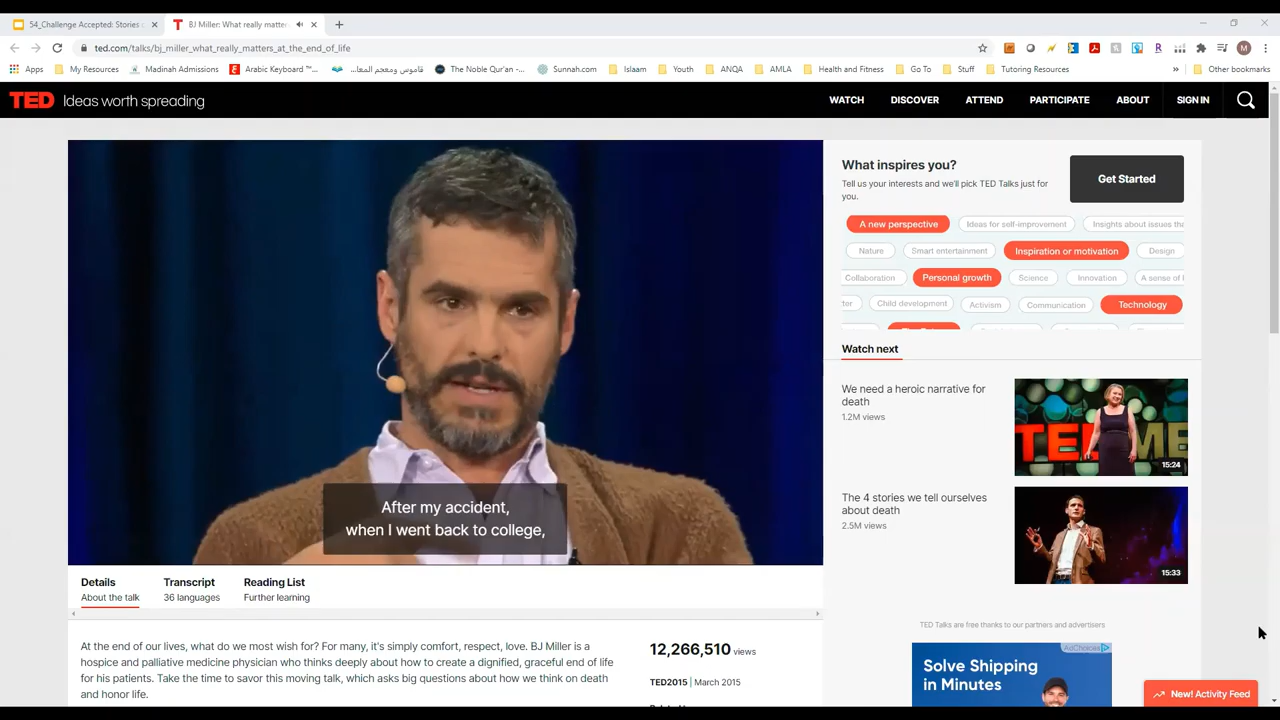 54_Challenge Accepted: Stories
BJ Miller: What really matter
ted.com/talks/bj_miller_what_really_matters_at_the_end_of_life
M
Apps
My Resources
Madinah Admissions
Arabic Keyboard ™...
قاموس ومعجم المعا...
The Noble Qur'an -...
Sunnah.com
Islaam
Youth
ANQA
AMLA
Health and Fitness
Go To
Stuff
Tutoring Resources
»
Other bookmarks
TED Ideas worth spreading
WATCH
DISCOVER
ATTEND
PARTICIPATE
ABOUT
SIGN IN
After my accident,
when I went back to college,
What inspires you?
Tell us your interests and we'll pick TED Talks just for
you.
Get Started
A new perspective
Ideas for self-improvement
Insights about issues tha
Nature
Smart entertainment
Inspiration or motivation
Design
Collaboration
Personal growth
Science
Innovation
A sense of
ter
Child development
Activism
Communication
Technology
Watch next
We need a heroic narrative for
death
1.2M views
15:24
The 4 stories we tell ourselves
about death
2.5M views
15:33
Details
About the talk
Transcript
36 languages
Reading List
Further learning
At the end of our lives, what do we most wish for? For many, it's simply comfort, respect, love. BJ Miller is a
hospice and palliative medicine physician who thinks deeply about how to create a dignified, graceful end of life
for his patients. Take the time to savor this moving talk, which asks big questions about how we think on death
and honor life.
12,266,510 views
TED2015 | March 2015
TED Talks are free thanks to our partners and advertisers
AdChoices
Solve Shipping
in Minutes
New! Activity Feed